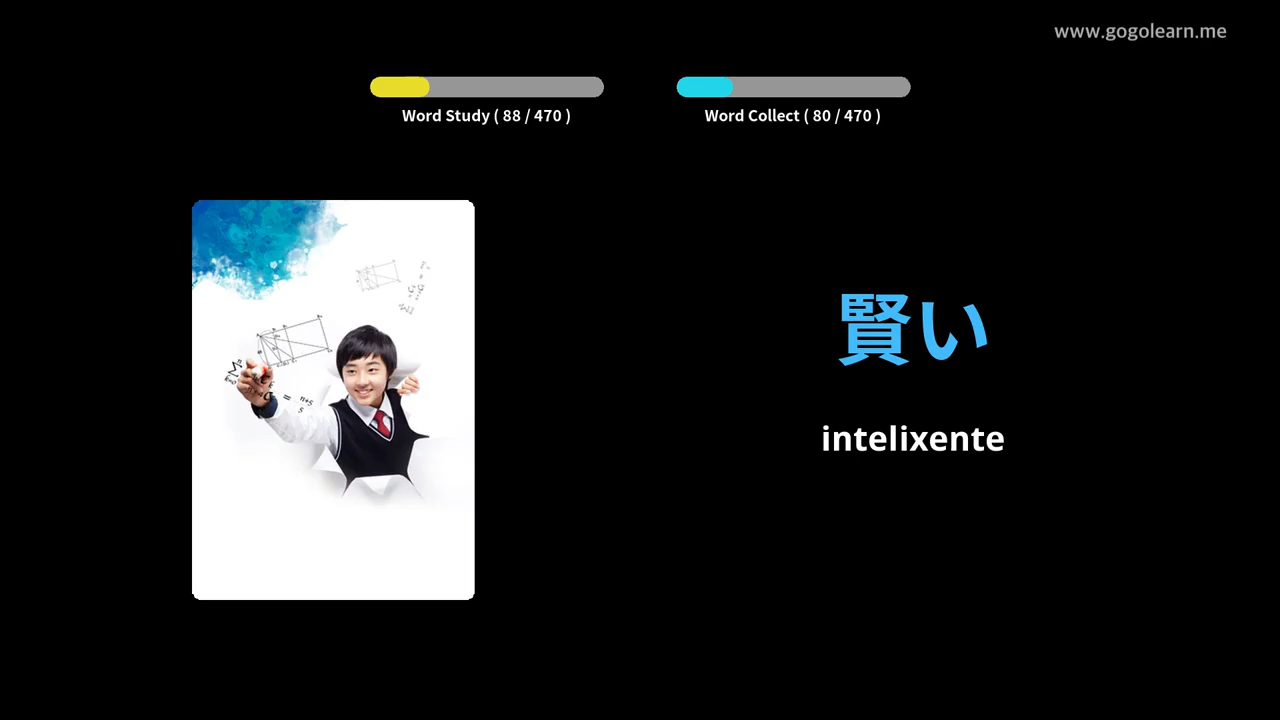 www.gogolearn.me
Word Study ( 88 / 470 )
Word Collect ( 80 / 470 )
賢い
intelixente